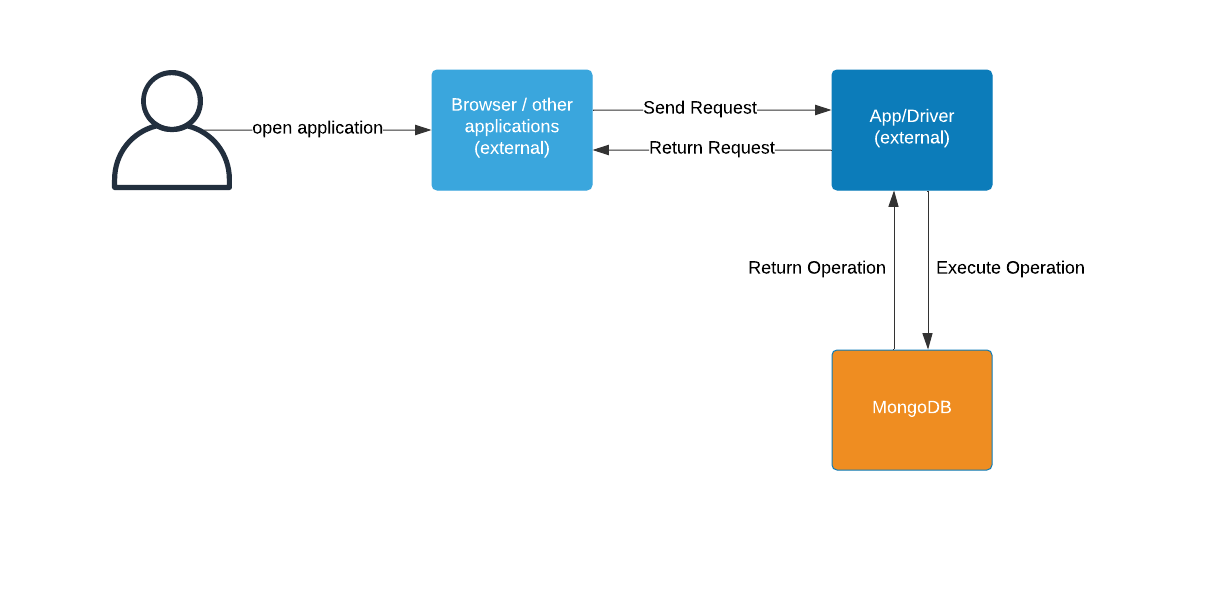 open application
Browser / other
applications
(external)
Send Request
Return Request
App/Driver
(external)
Return Operation
Execute Operation
MongoDB